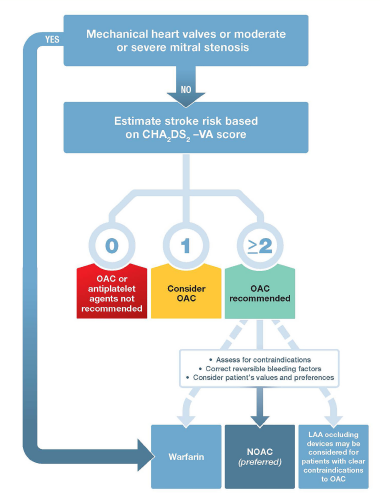 Mechanical heart valves or moderate
or severe mitral stenosis
YES
NO
Estimate stroke risk based
on CHA₂DS₂ –VA score
0
1
≥2
OAC or
antiplatelet
agents not
recommended
Consider
OAC
OAC
recommended
• Assess for contraindications
• Correct reversible bleeding factors
• Consider patient's values and preferences
Warfarin
NOAC
(preferred)
LAA occluding
devices may be
considered for
patients with clear
contraindications
to OAC